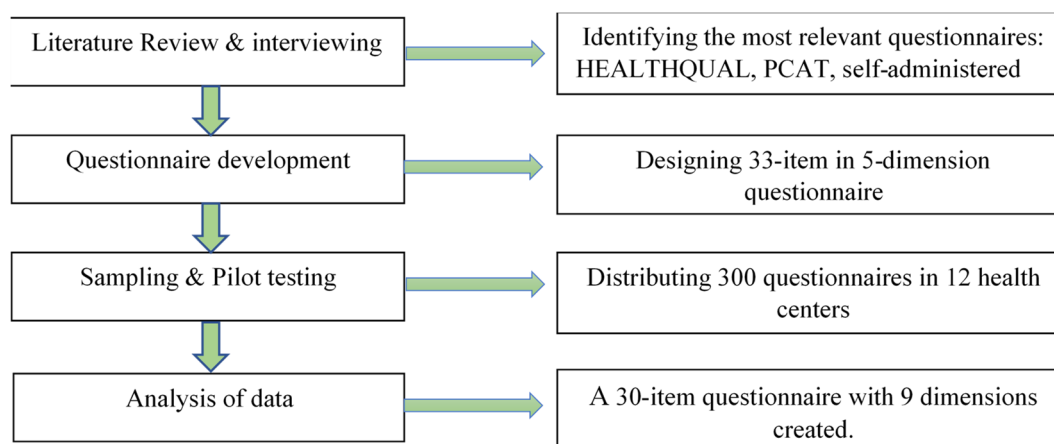 Literature Review & interviewing
Identifying the most relevant questionnaires:
HEALTHQUAL, PCAT, self-administered
Questionnaire development
Designing 33-item in 5-dimension
questionnaire
Sampling & Pilot testing
Distributing 300 questionnaires in 12 health
centers
Analysis of data
A 30-item questionnaire with 9 dimensions
created.